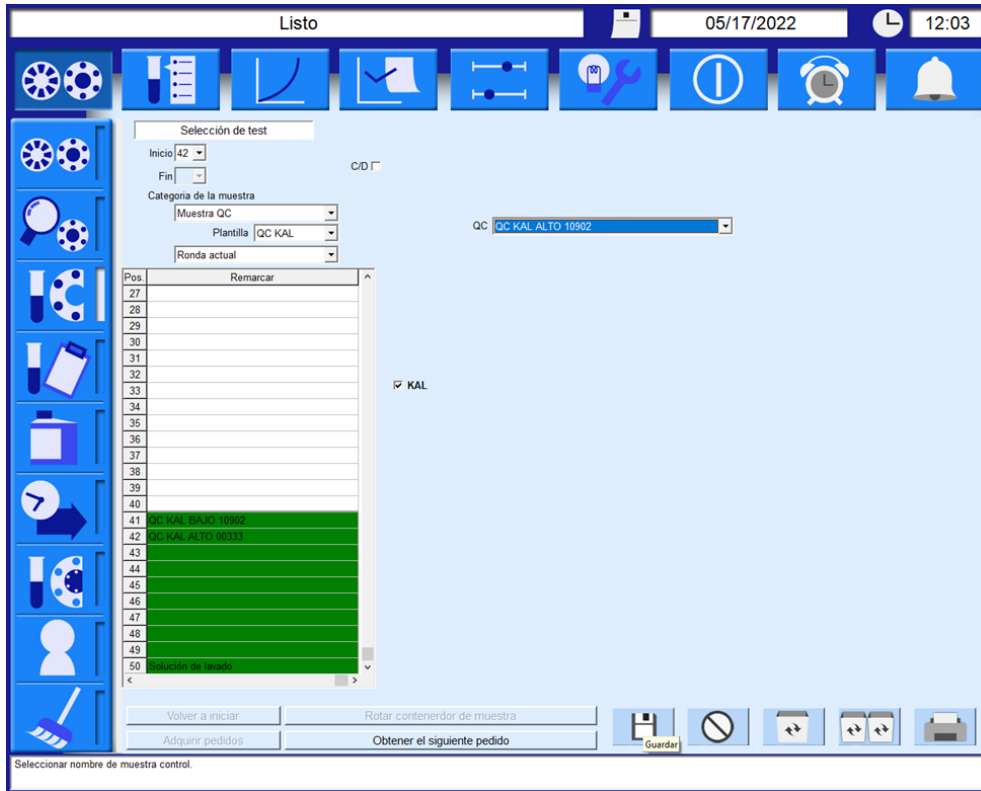 Listo
05/17/2022
12:03
Selección de test
Inicio 42
C/D
Fin
Categoria de la muestra
Muestra QC
Plantilla QC KAL
QC QC KAL ALTO 10902
Ronda actual
Pos. Remarcar
27
28
29
30
31
32
33
KAL
34
35
36
37
38
39
40
41 QC KAL BAJO 10902
42 QC KAL ALTO 00333
43
44
45
46
47
48
49
50 Solución de lavado
Volver a iniciar Rotar contenerdor de muestra
Adquirir pedidos Obtener el siguiente pedido
Guardar
Seleccionar nombre de muestra control.